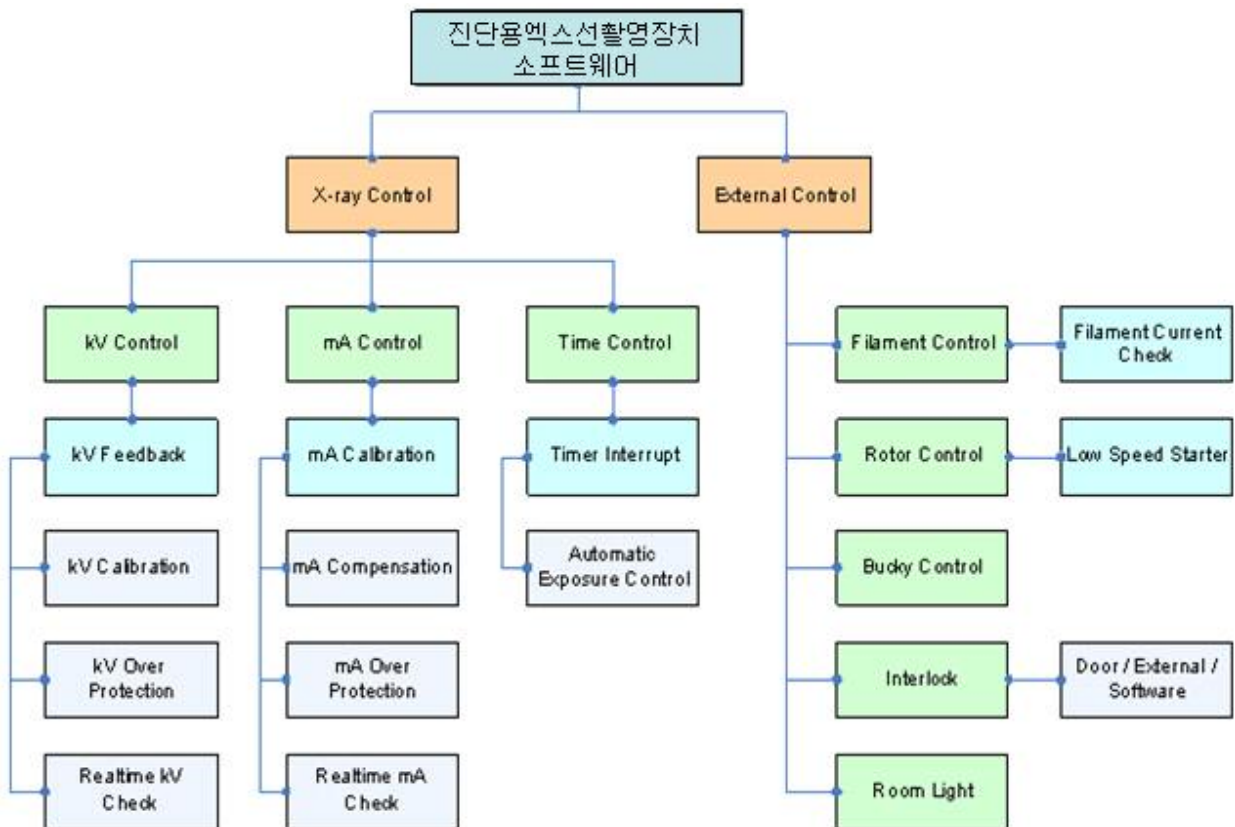 진단용엑스선촬영장치
소프트웨어
X-ray Control
External Control
kV Control
mA Control
Time Control
Filament Control
Filament Current
Check
kV Feedback
mA Calibration
Timer Interrupt
Rotor Control
Low Speed Starter
kV Calibration
mA Compensation
Automatic
Exposure Control
Bucky Control
kV Over
Protection
mA Over
Protection
Interlock
Door / External /
Software
Realtime kV
Check
Realtime mA
Check
Room Light